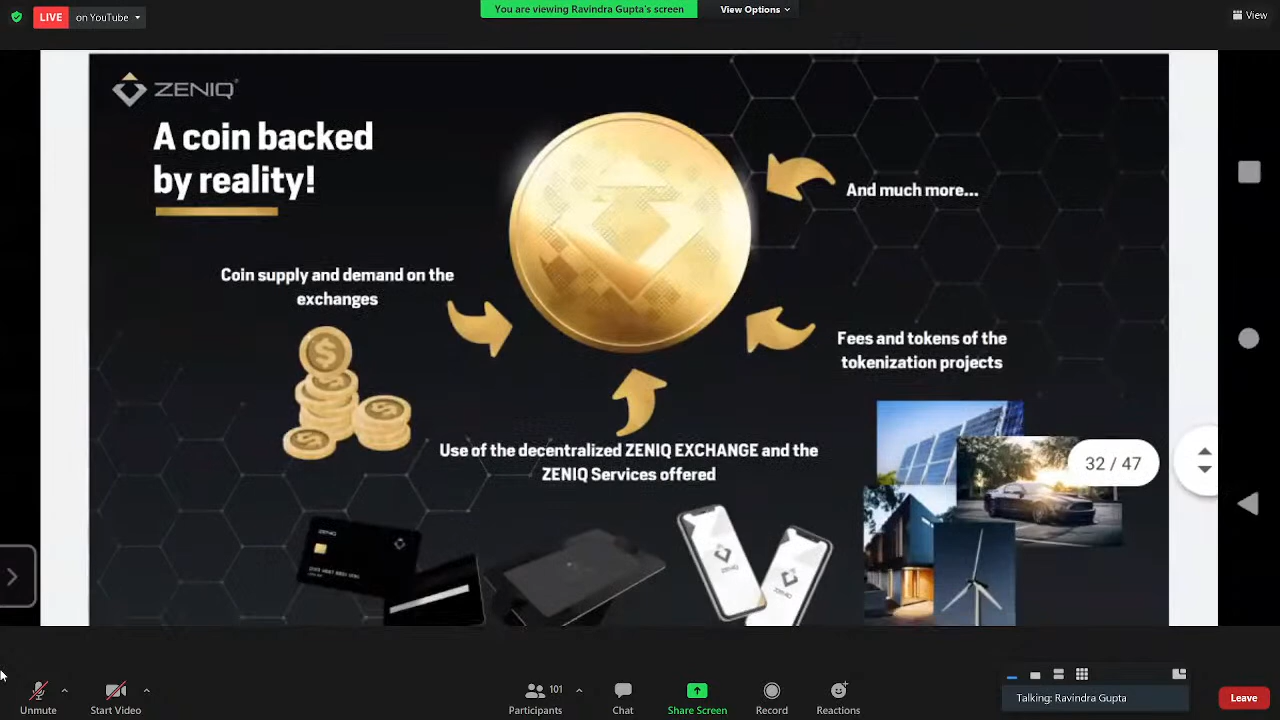 LIVE
on YouTube
You are viewing Ravindra Gupta's screen
View Options
View
ZENIQ
A coin backed
by reality!
And much more...
Coin supply and demand on the
exchanges
Fees and tokens of the
tokenization projects
Use of the decentralized ZENIQ EXCHANGE and the
ZENIQ Services offered
32 / 47
ZENIQ
ZENIQ
ZENIQ
Unmute
Start Video
101
Participants
Chat
Share Screen
Record
Reactions
Talking: Ravindra Gupta
Leave